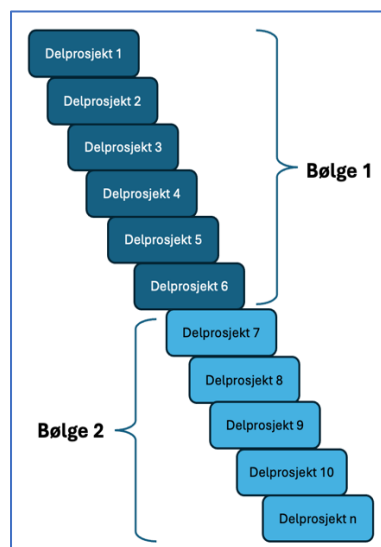 Delprosjekt 1
Delprosjekt 2
Delprosjekt 3
Bølge 1
Delprosjekt 4
Delprosjekt 5
Delprosjekt 6
Delprosjekt 7
Delprosjekt 8
Delprosjekt 9
Bølge 2
Delprosjekt 10
Delprosjekt n